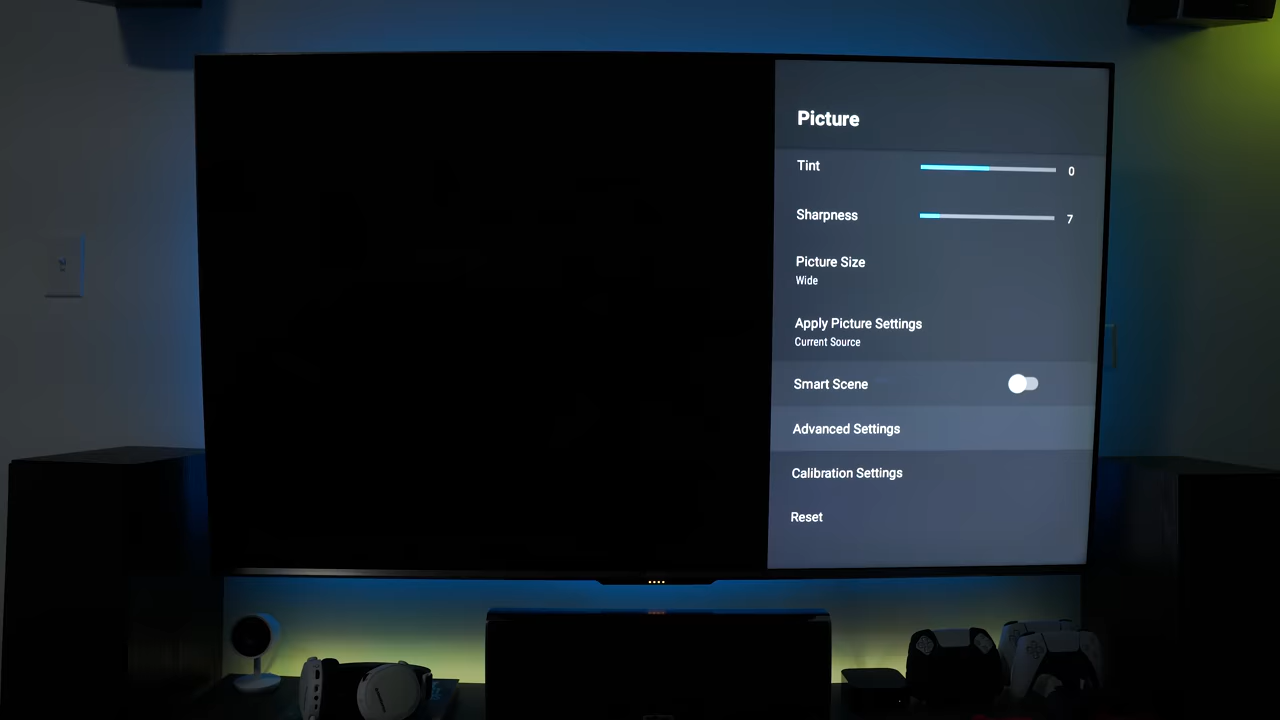 Picture
Tint 0
Sharpness 7
Picture Size
Wide
Apply Picture Settings
Current Source
Smart Scene
Advanced Settings
Calibration Settings
Reset